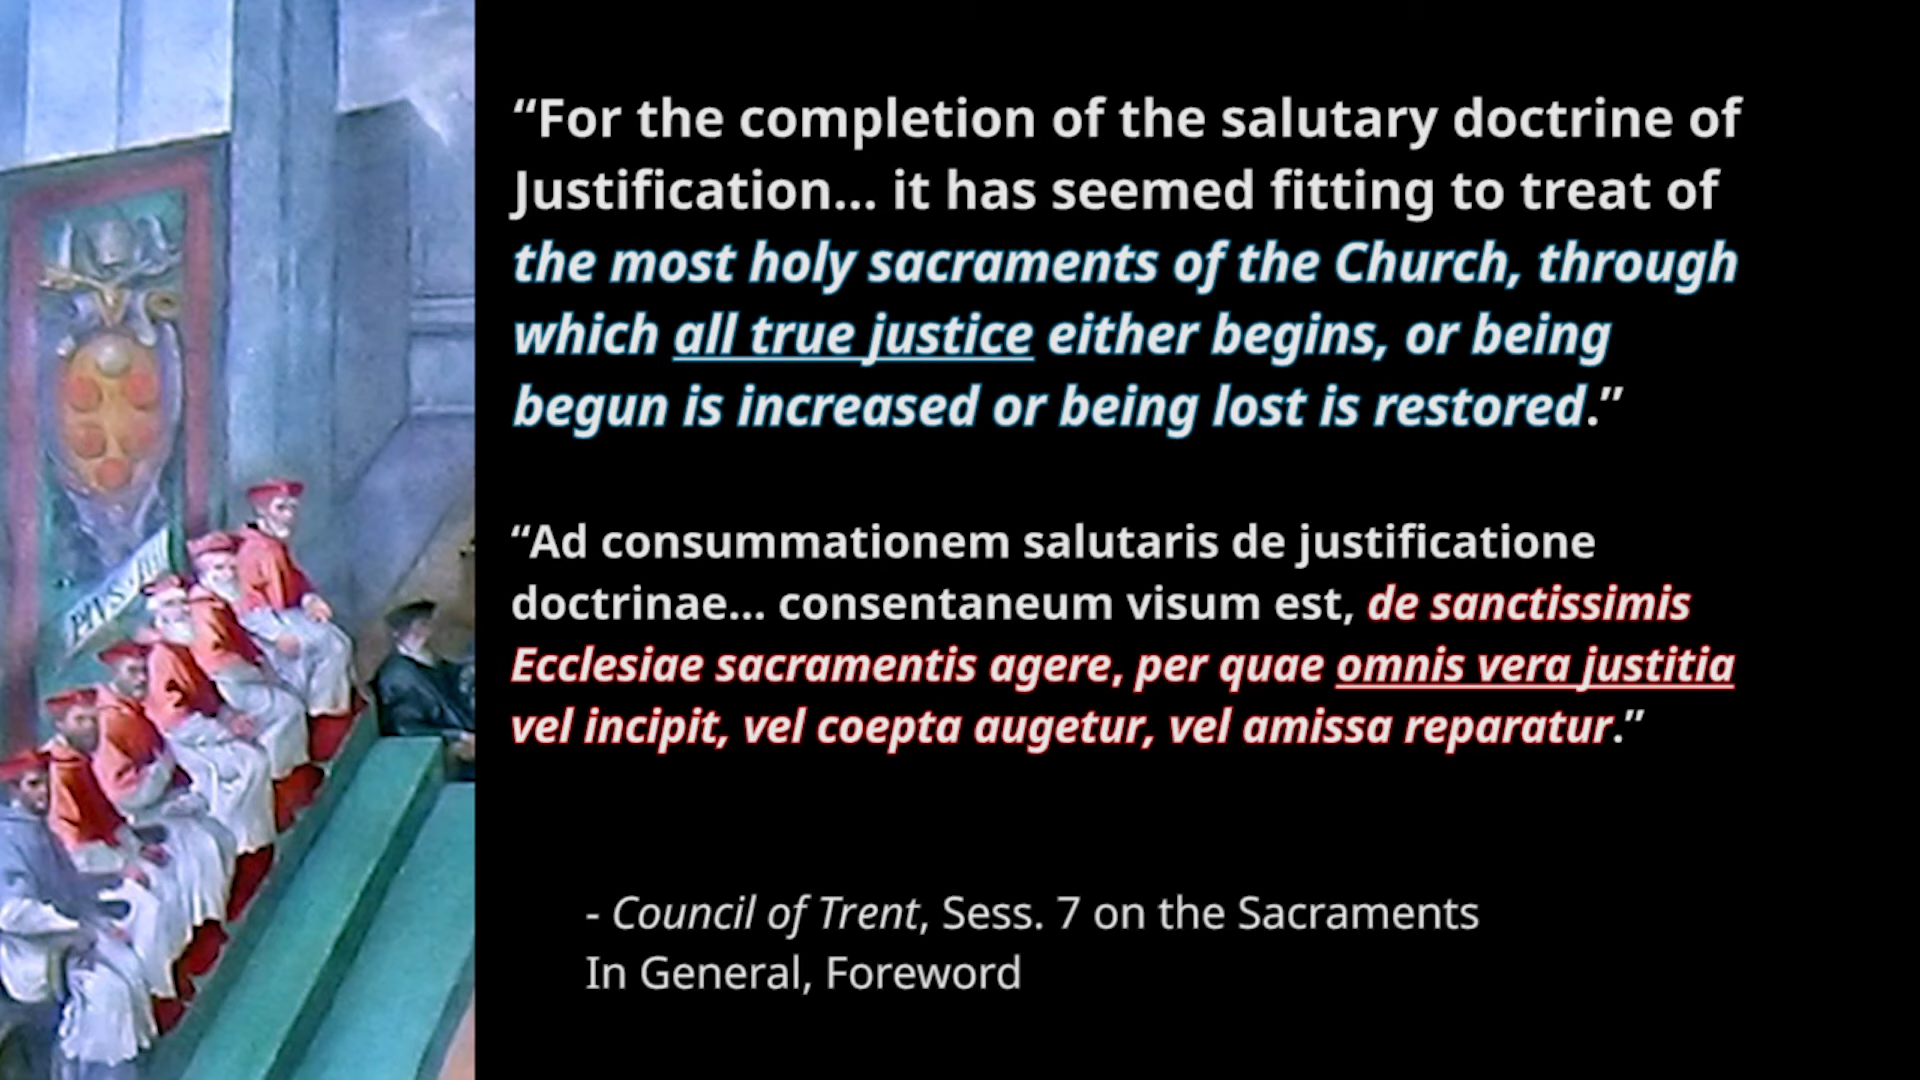 “For the completion of the salutary doctrine of
Justification... it has seemed fitting to treat of
the most holy sacraments of the Church, through
which all true justice either begins, or being
begun is increased or being lost is restored.”
“Ad consummationem salutaris de justificatione
doctrinae... consentaneum visum est, de sanctissimis
Ecclesiae sacramentis agere, per quae omnis vera justitia
vel incipit, vel coepta augetur, vel amissa reparatur.”
- Council of Trent, Sess. 7 on the Sacraments
In General, Foreword